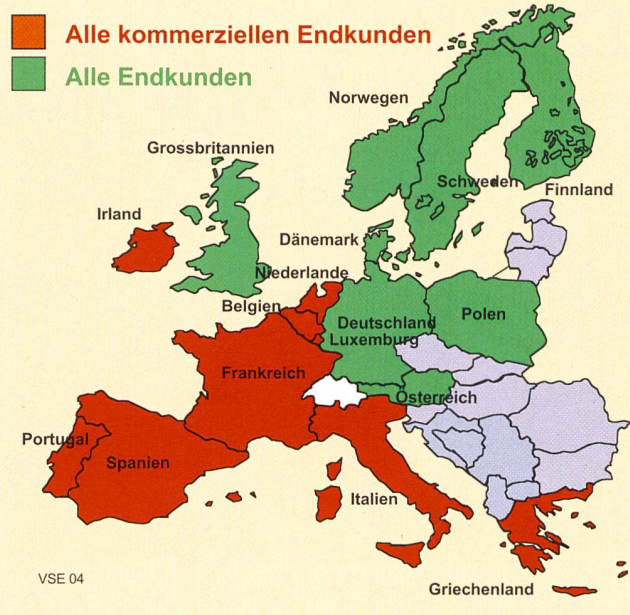 Alle kommerziellen Endkunden
Alle Endkunden
Norwegen
Grossbritannien
Schweden
Finnland
Irland
Dänemark
Niederlande
Belgien
Deutschland
Polen
Luxemburg
Frankreich
Österreich
Portugal
Spanien
Italien
VSE 04
Griechenland